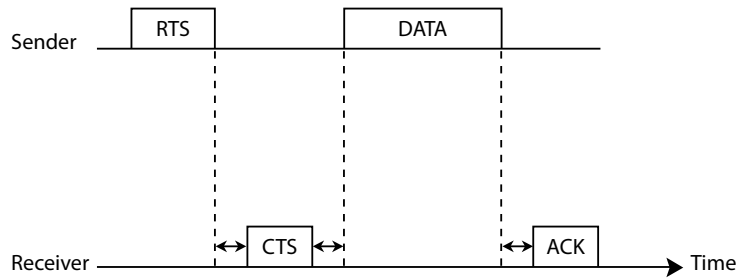 RTS
DATA
Sender
CTS
ACK
Receiver
Time